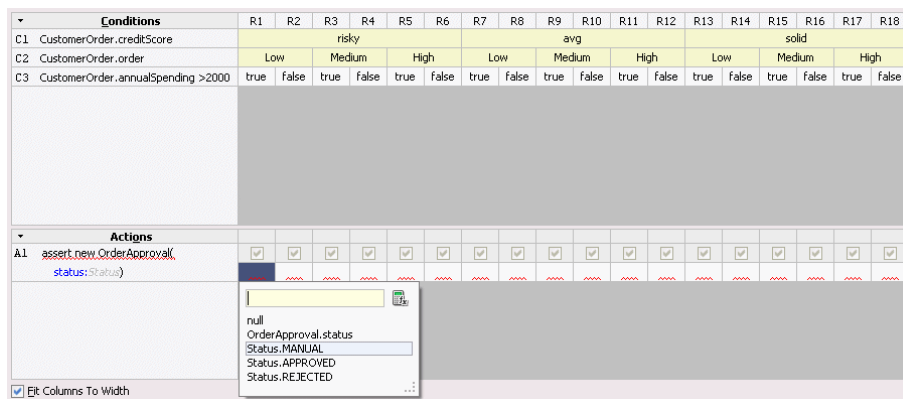 Conditions R1 R2 R3 R4 R5 R6 R7 R8 R9 R10 R11 R12 R13 R14 R15 R16 R17 R18
C1 CustomerOrder.creditScore risky avg solid
C2 CustomerOrder.order Low Medium High Low Medium High Low Medium High
C3 CustomerOrder.annualSpending >2000 true false true false true false true false true false true false true false true false true false
Actions
A1 assert new OrderApproval(
status:Status)
null
OrderApproval.status
Status.MANUAL
Status.APPROVED
Status.REJECTED
Fit Columns To Width